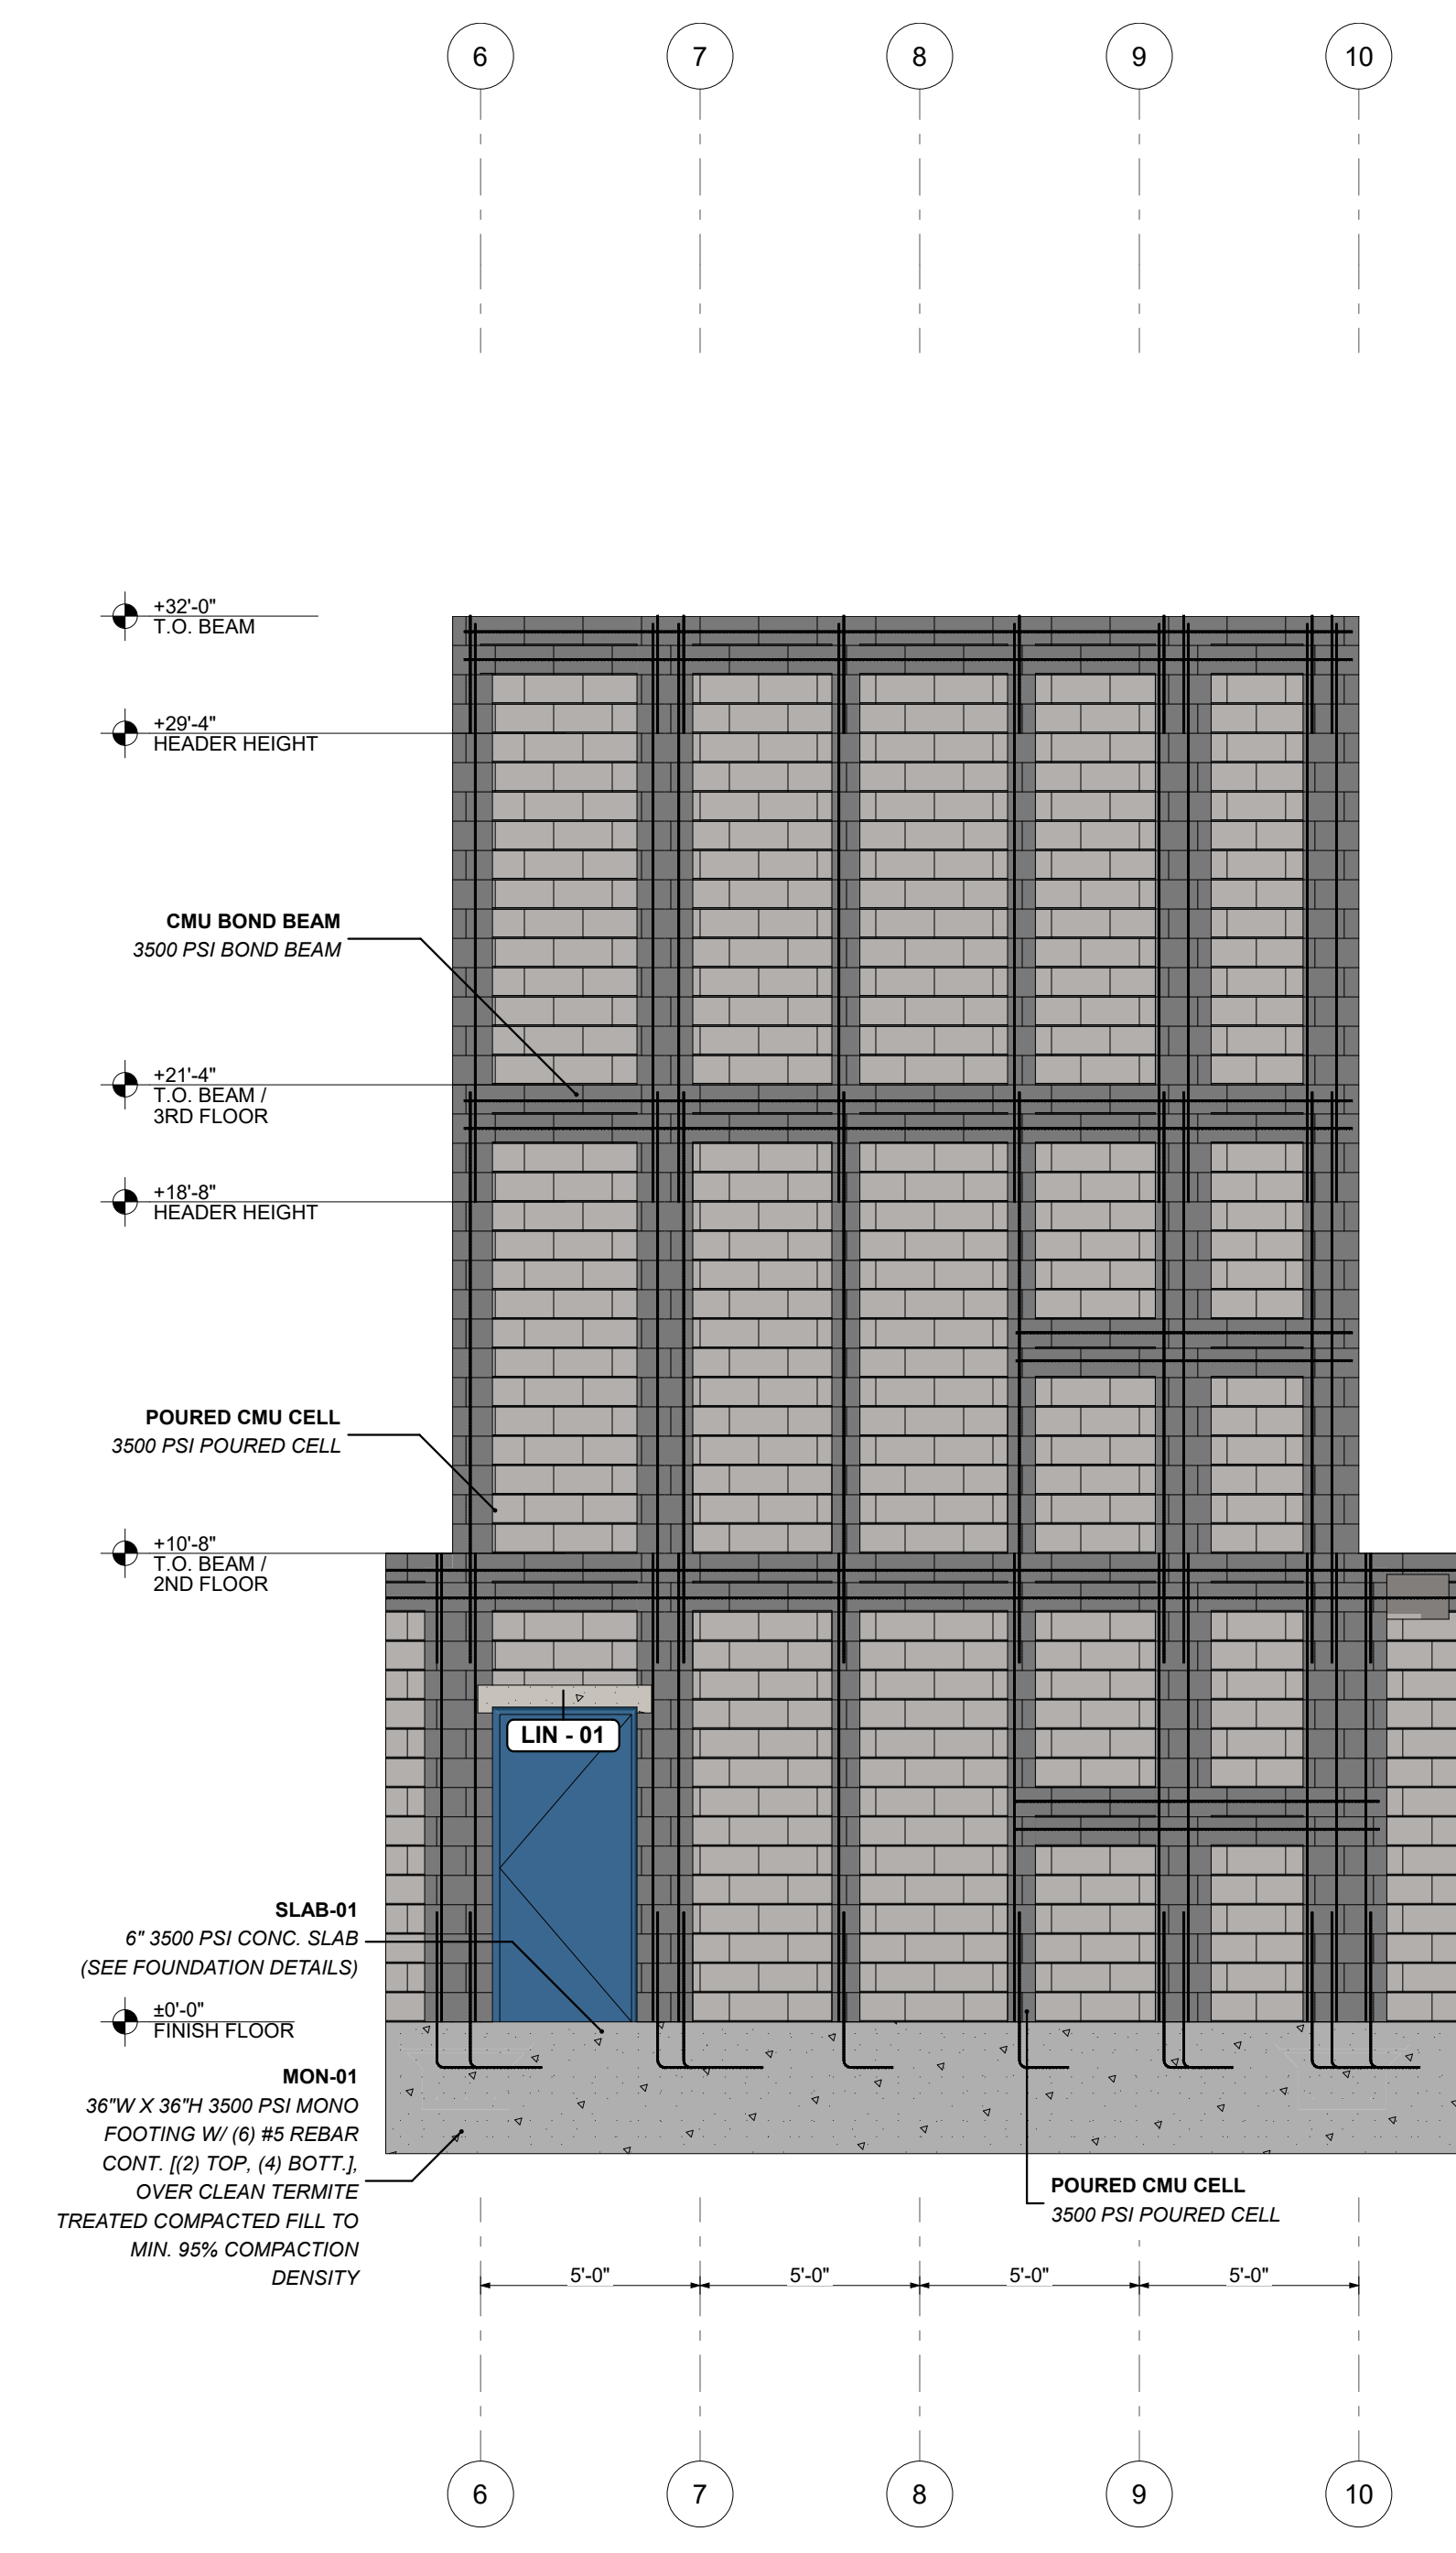 6 7 8 9 10
+32'-0"
T.O. BEAM
+29'-4"
HEADER HEIGHT
CMU BOND BEAM
3500 PSI BOND BEAM
+21'-4"
T.O. BEAM /
3RD FLOOR
+18'-8"
HEADER HEIGHT
POURED CMU CELL
3500 PSI POURED CELL
+10'-8"
T.O. BEAM /
2ND FLOOR
LIN - 01
SLAB-01
6" 3500 PSI CONC. SLAB
(SEE FOUNDATION DETAILS)
±0'-0"
FINISH FLOOR
MON-01
36"W X 36"H 3500 PSI MONO
FOOTING W/ (6) #5 REBAR
CONT. [(2) TOP, (4) BOTT.],
OVER CLEAN TERMITE
TREATED COMPACTED FILL TO
MIN. 95% COMPACTION
DENSITY
POURED CMU CELL
3500 PSI POURED CELL
5'-0" 5'-0" 5'-0" 5'-0"
6 7 8 9 10